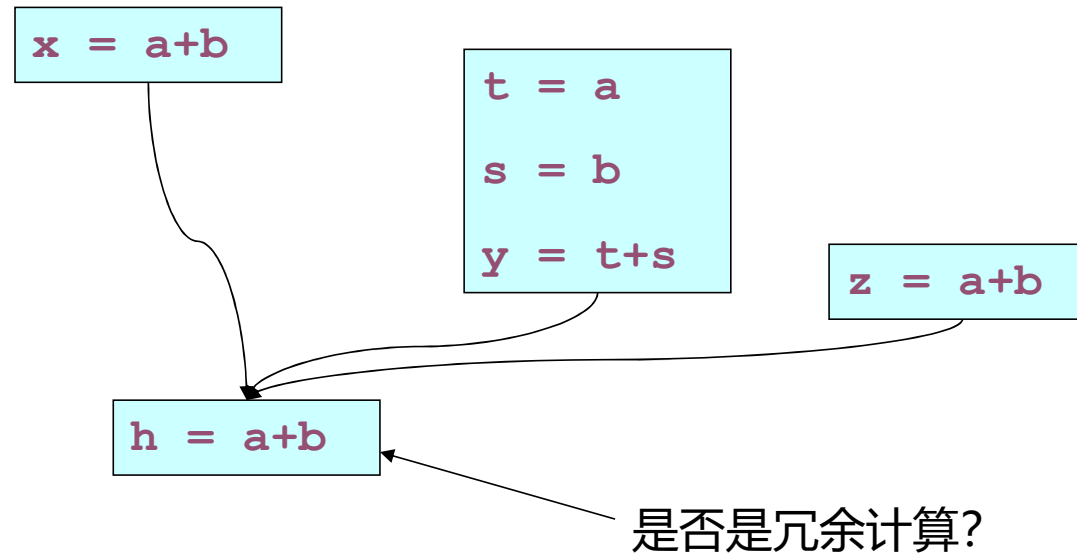 x = a+b
t = a
s = b
y = t+s
z = a+b
h = a+b
是否是冗余计算?